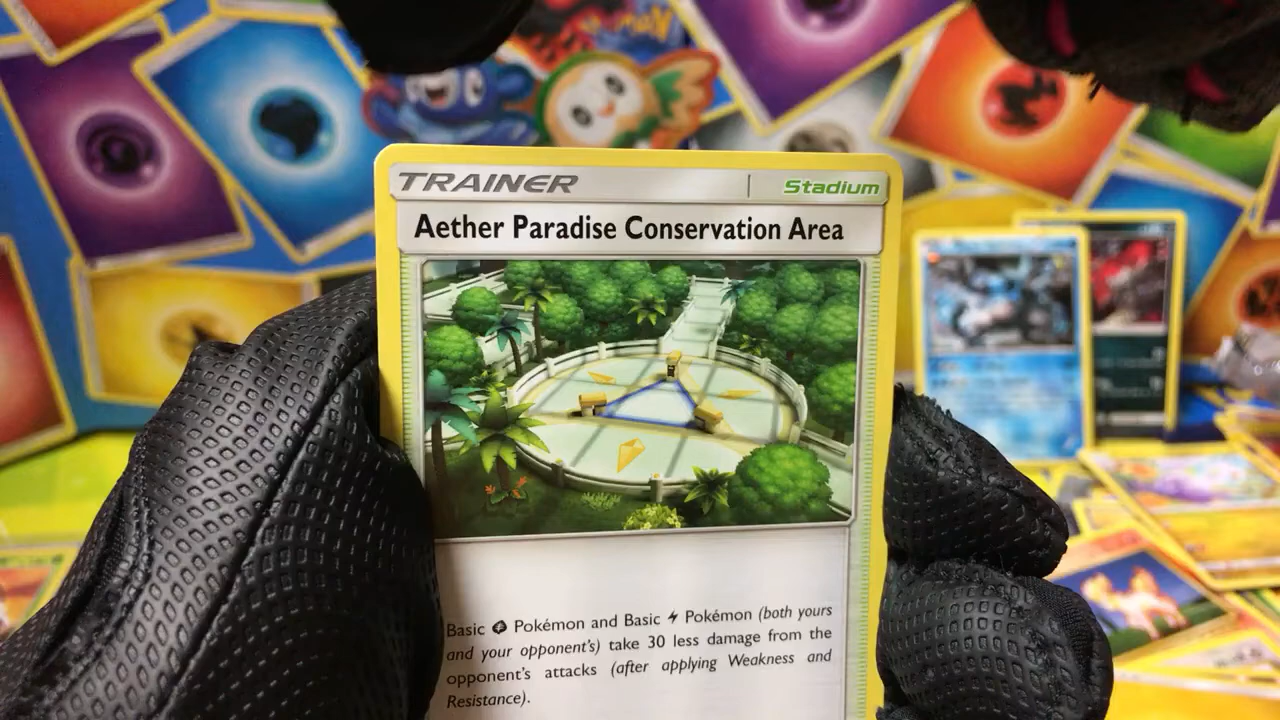 TRAINER Stadium
Aether Paradise Conservation Area
Basic Pokémon and Basic Pokémon (both yours
and your opponent's) take 30 less damage from the
opponent's attacks (after applying Weakness and
Resistance).